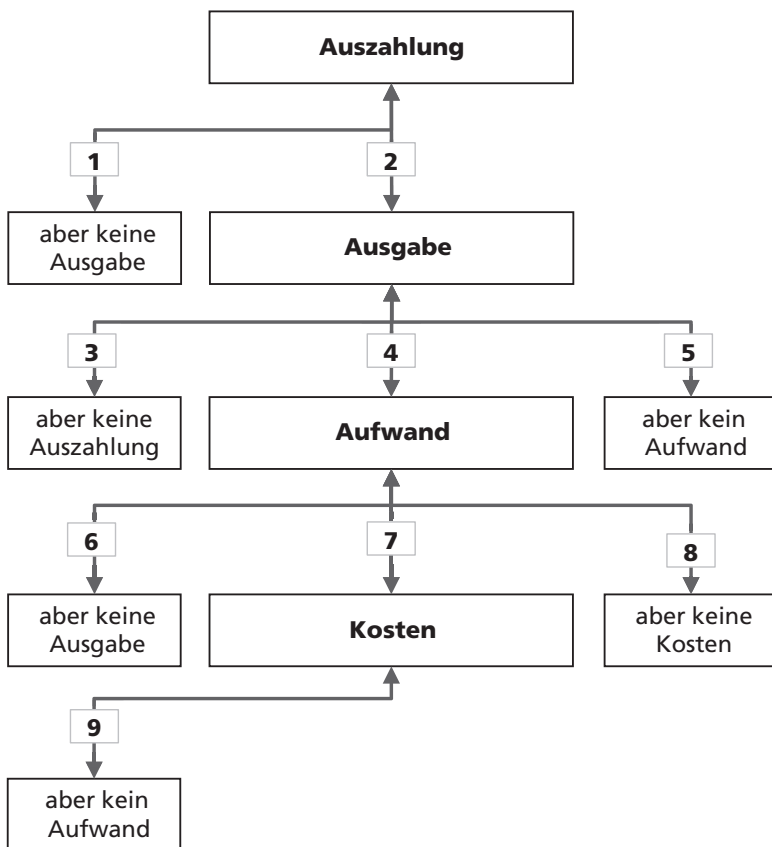 Auszahlung
1
2
aber keine
Ausgabe
Ausgabe
3
4
5
aber keine
Auszahlung
Aufwand
aber kein
Aufwand
6
7
8
aber keine
Ausgabe
Kosten
aber keine
Kosten
9
aber kein
Aufwand